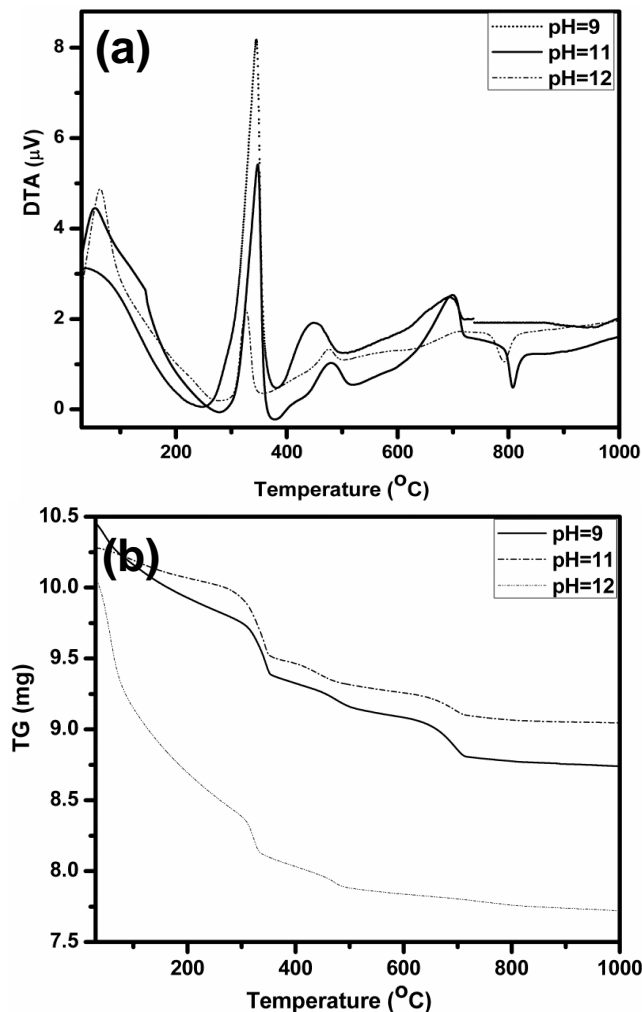 (a)
pH=9
pH=11
pH=12
DTA (μV)
8
6
4
2
0
200 400 600 800 1000
Temperature (°C)
(b)
pH=9
pH=11
pH=12
TG (mg)
10.5
10.0
9.5
9.0
8.5
8.0
7.5
200 400 600 800 1000
Temperature (°C)